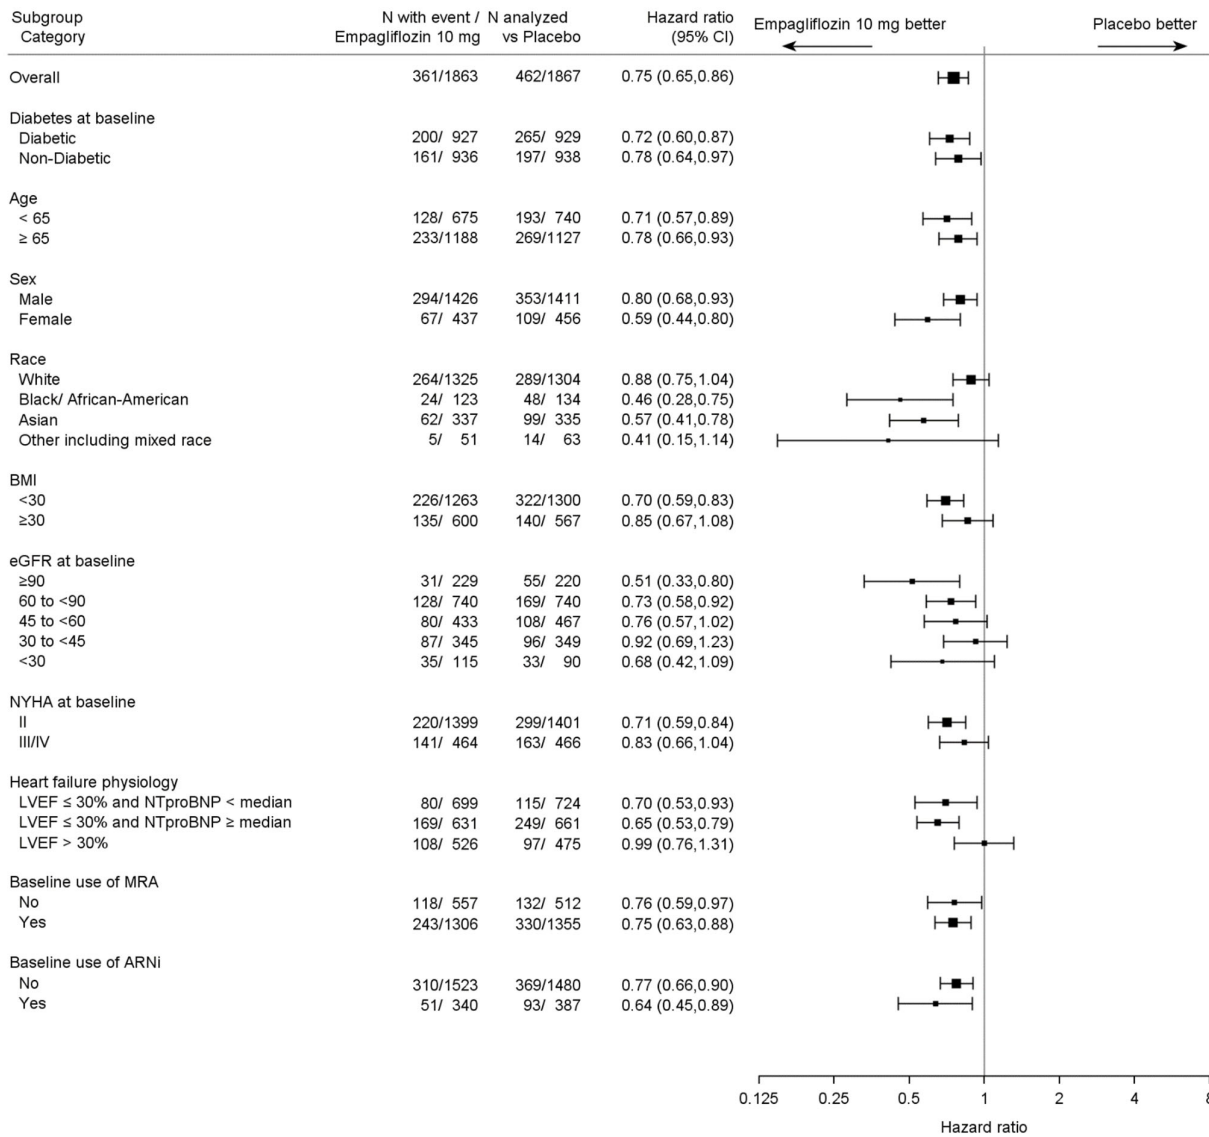 Subgroup N with event / N analyzed Hazard ratio Empagliflozin 10 mg better Placebo better
Category Empagliflozin 10 mg vs Placebo (95% CI)
Overall 361/1863 462/1867 0.75 (0.65,0.86)
Diabetes at baseline
Diabetic 200/ 927 265/ 929 0.72 (0.60,0.87)
Non-Diabetic 161/ 936 197/ 938 0.78 (0.64,0.97)
Age
< 65 128/ 675 193/ 740 0.71 (0.57,0.89)
≥ 65 233/1188 269/1127 0.78 (0.66,0.93)
Sex
Male 294/1426 353/1411 0.80 (0.68,0.93)
Female 67/ 437 109/ 456 0.59 (0.44,0.80)
Race
White 264/1325 289/1304 0.88 (0.75,1.04)
Black/ African-American 24/ 123 48/ 134 0.46 (0.28,0.75)
Asian 62/ 337 99/ 335 0.57 (0.41,0.78)
Other including mixed race 5/ 51 14/ 63 0.41 (0.15,1.14)
BMI
<30 226/1263 322/1300 0.70 (0.59,0.83)
≥30 135/ 600 140/ 567 0.85 (0.67,1.08)
eGFR at baseline
≥90 31/ 229 55/ 220 0.51 (0.33,0.80)
60 to <90 128/ 740 169/ 740 0.73 (0.58,0.92)
45 to <60 80/ 433 108/ 467 0.76 (0.57,1.02)
30 to <45 87/ 345 96/ 349 0.92 (0.69,1.23)
<30 35/ 115 33/ 90 0.68 (0.42,1.09)
NYHA at baseline
II 220/1399 299/1401 0.71 (0.59,0.84)
III/IV 141/ 464 163/ 466 0.83 (0.66,1.04)
Heart failure physiology
LVEF ≤ 30% and NTproBNP < median 80/ 699 115/ 724 0.70 (0.53,0.93)
LVEF ≤ 30% and NTproBNP ≥ median 169/ 631 249/ 661 0.65 (0.53,0.79)
LVEF > 30% 108/ 526 97/ 475 0.99 (0.76,1.31)
Baseline use of MRA
No 118/ 557 132/ 512 0.76 (0.59,0.97)
Yes 243/1306 330/1355 0.75 (0.63,0.88)
Baseline use of ARNi
No 310/1523 369/1480 0.77 (0.66,0.90)
Yes 51/ 340 93/ 387 0.64 (0.45,0.89)
0.125 0.25 0.5 1 2 4 8
Hazard ratio